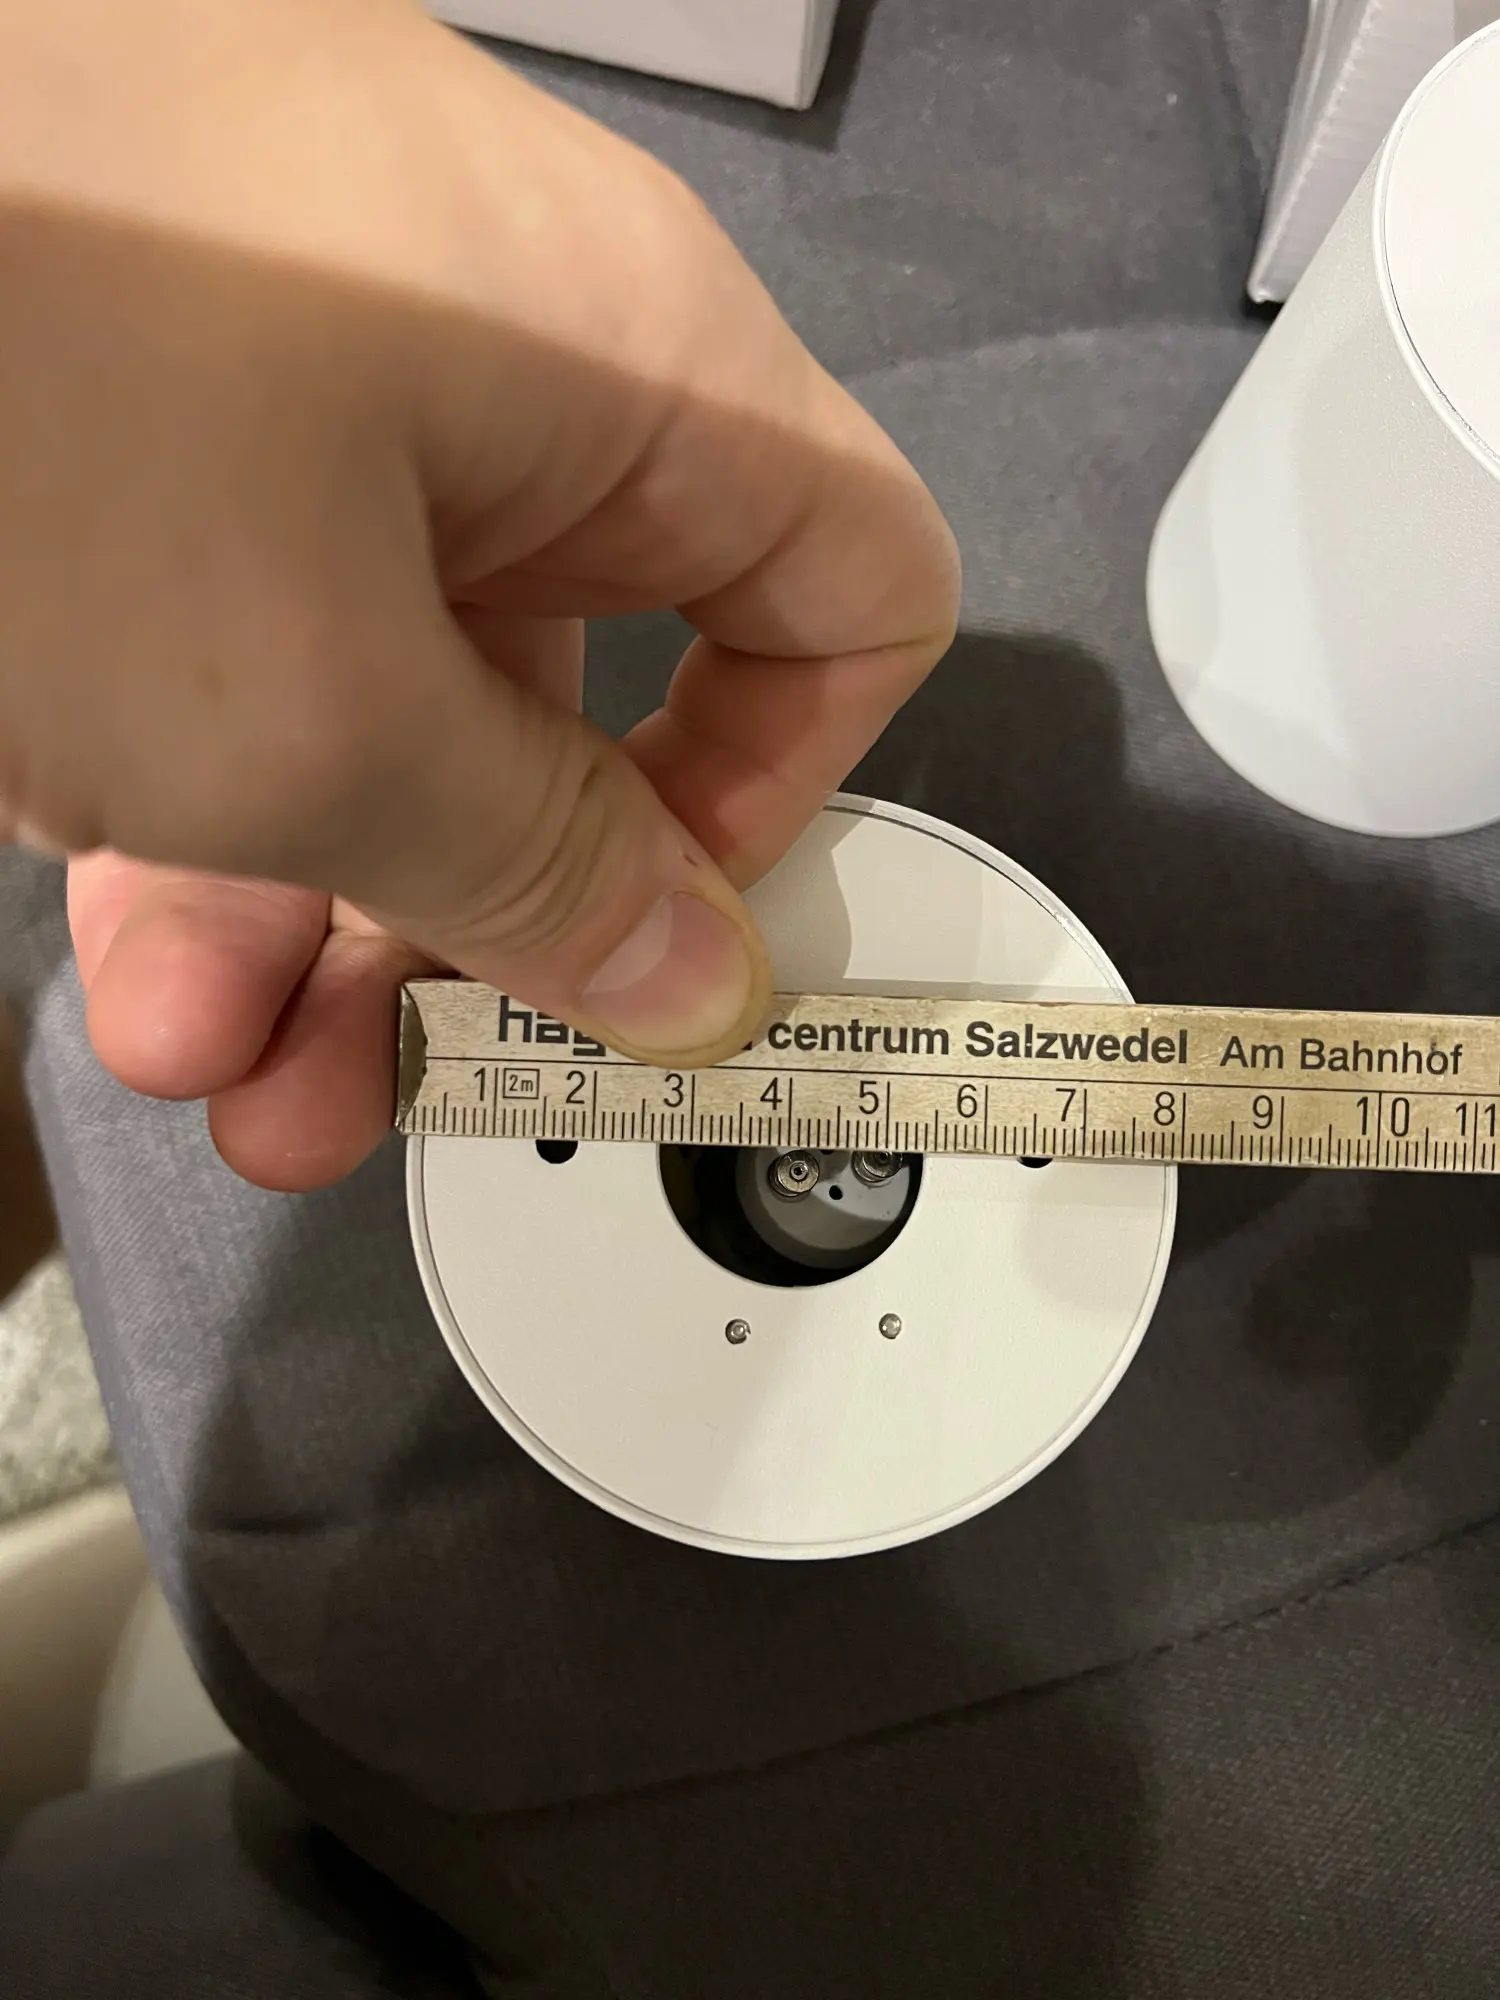 centrum Salzwedel Am Bahnhof
1 2m 2 3 4 5 6 7 8 9 10 11